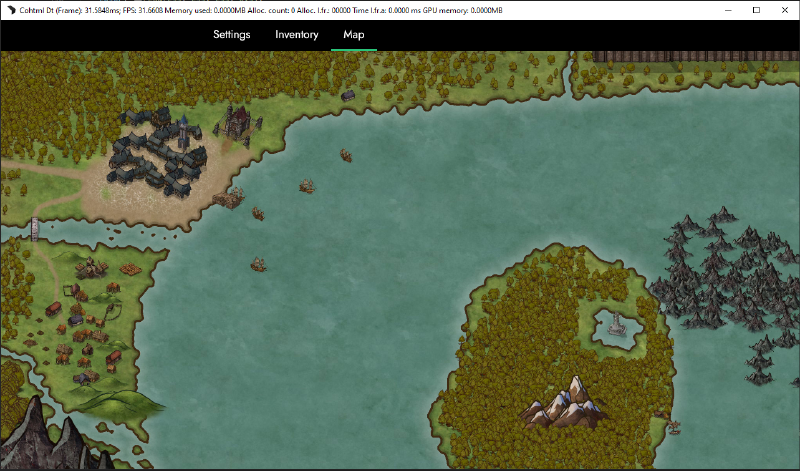 Cohtml Dt (Frame): 31.5848ms; FPS: 31.6608 Memory used: 0.0000MB Alloc. count: 0 Alloc. l.fr.: 00000 Time l.fr.a: 0.0000 ms GPU memory: 0.0000MB
Settings Inventory Map